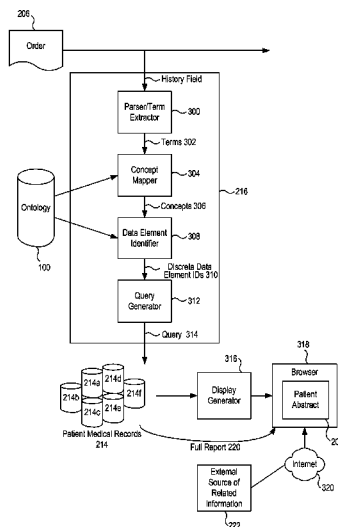 206
Order
History Field
Parser/Term
Extractor
300
Terms 302
Concept
Mapper
304
216
Ontology
100
Concepts 306
Data Element
Identifier
308
Discrete Data
Element IDs 310
Query
Generator
312
Query 314
214a
214d
214b
214f
214c
214e
Patient Medical Records
214
316
Display
Generator
318
Browser
Patient
Abstract
Full Report 220
Internet
320
External
Source of
Related
Information
222